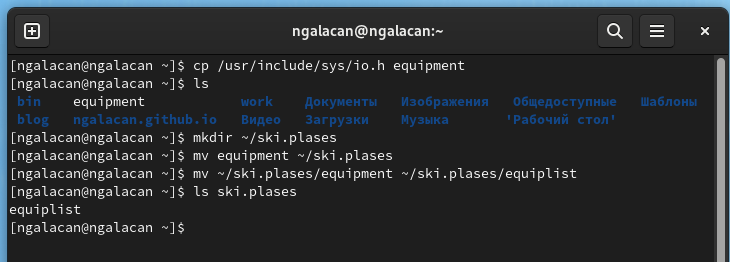 ngalacan@ngalacan:~
[ngalacan@ngalacan ~]$ cp /usr/include/sys/io.h equipment
[ngalacan@ngalacan ~]$ ls
bin equipment work Документы Изображения Общедоступные Шаблоны
blog ngalacan.github.io Видео Загрузки Музыка 'Рабочий стол'
[ngalacan@ngalacan ~]$ mkdir ~/ski.plases
[ngalacan@ngalacan ~]$ mv equipment ~/ski.plases
[ngalacan@ngalacan ~]$ mv ~/ski.plases/equipment ~/ski.plases/equiplist
[ngalacan@ngalacan ~]$ ls ski.plases
equiplist
[ngalacan@ngalacan ~]$